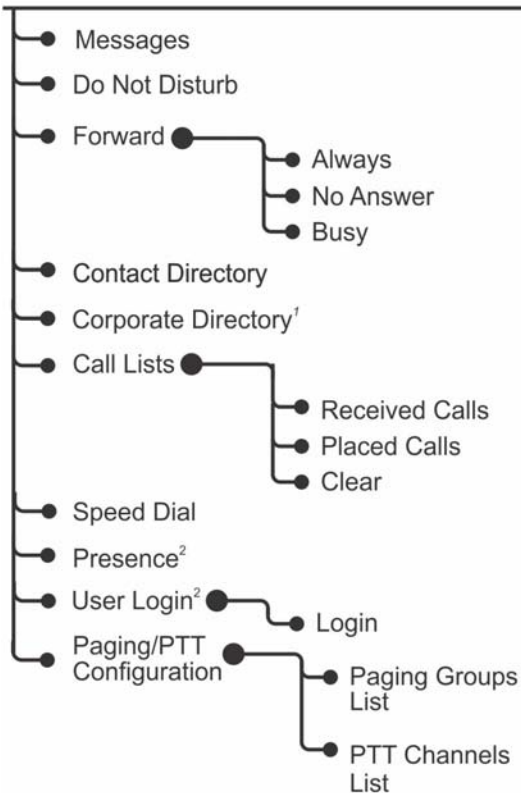 Messages
Do Not Disturb
Forward
Always
No Answer
Busy
Contact Directory
Corporate Directory¹
Call Lists
Received Calls
Placed Calls
Clear
Speed Dial
Presence²
User Login²
Login
Paging/PTT
Configuration
Paging Groups
List
PTT Channels
List